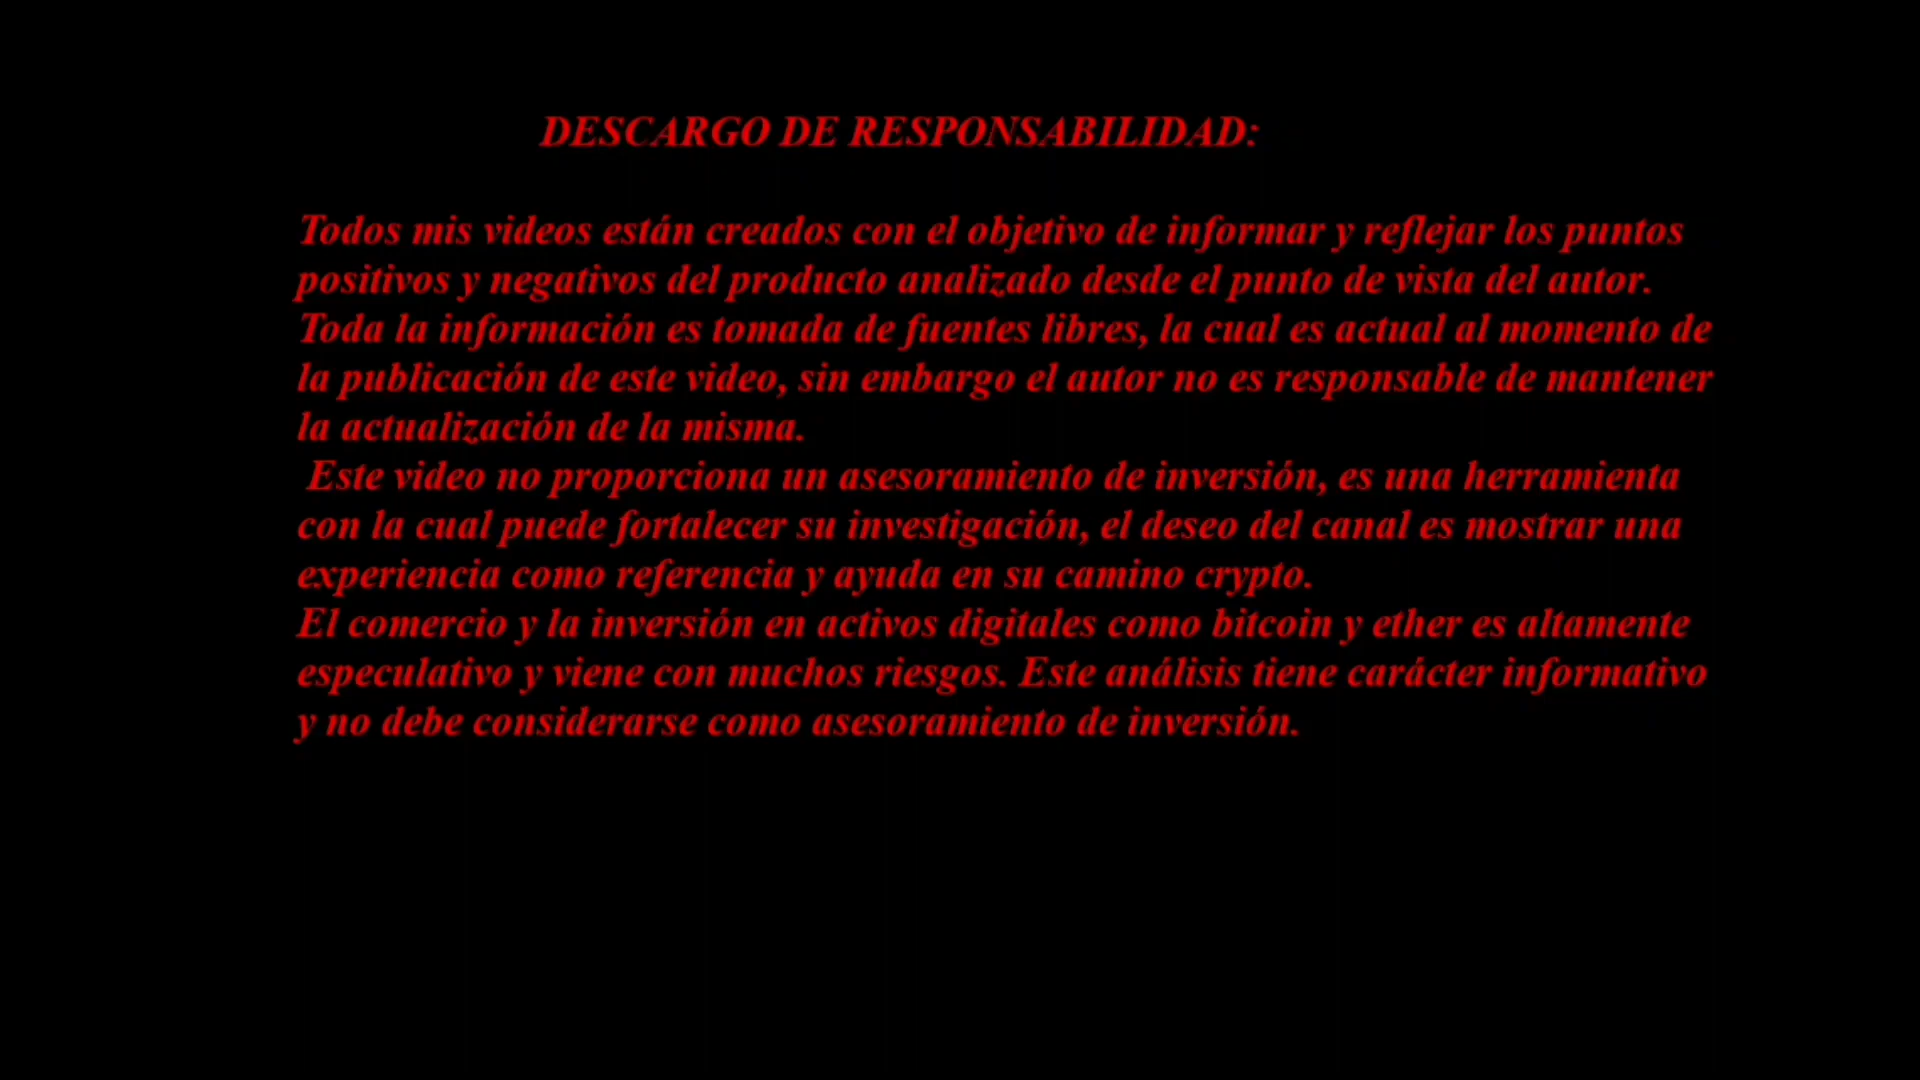 DESCARGO DE RESPONSABILIDAD:
Todos mis videos están creados con el objetivo de informar y reflejar los puntos
positivos y negativos del producto analizado desde el punto de vista del autor.
Toda la información es tomada de fuentes libres, la cual es actual al momento de
la publicación de este video, sin embargo el autor no es responsable de mantener
la actualización de la misma.
Este video no proporciona un asesoramiento de inversión, es una herramienta
con la cual puede fortalecer su investigación, el deseo del canal es mostrar una
experiencia como referencia y ayuda en su camino crypto.
El comercio y la inversión en activos digitales como bitcoin y ether es altamente
especulativo y viene con muchos riesgos. Este análisis tiene carácter informativo
y no debe considerarse como asesoramiento de inversión.